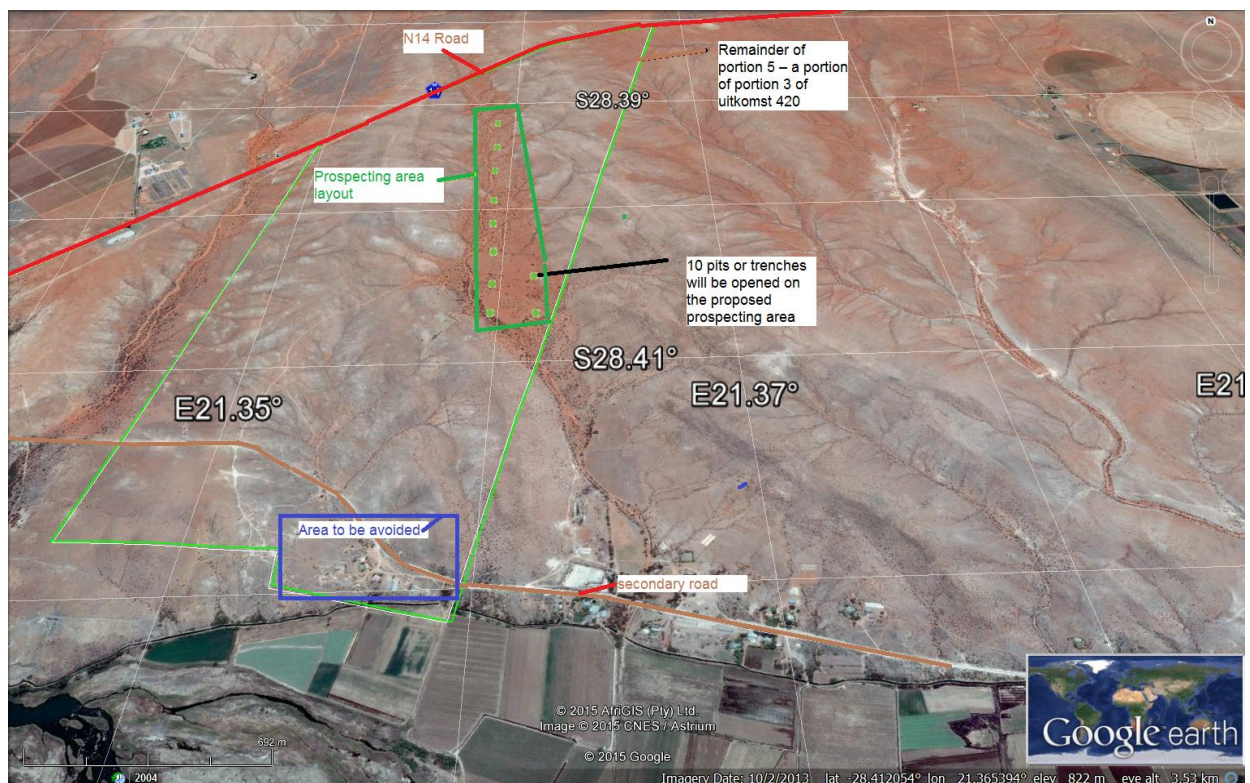 N14 Road
Remainder of
portion 5 – a portion
of portion 3 of
uitkomst 420
N
S28.39°
Prospecting area
layout
10 pits or trenches
will be opened on
the proposed
prospecting area
S28.41°
E21.35°
E21.37°
E21
Area to be avoided
secondary road
© 2015 AfriGIS (Pty) Ltd.
Image © 2015 CNES / Astrium
© 2015 Google
Google earth
692 m
2004
Imagery Date: 10/2/2013 lat -28.412054° lon 21.365394° elev 822 m eye alt 3.53 km